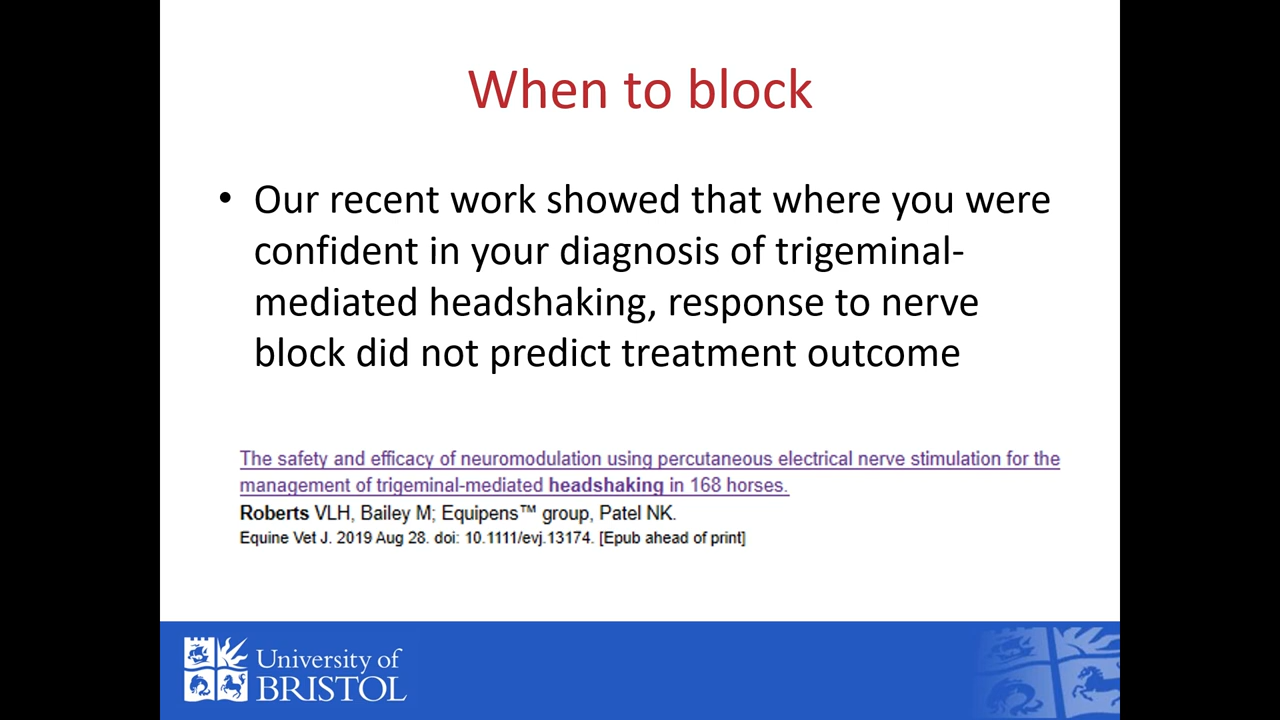 When to block
• Our recent work showed that where you were
confident in your diagnosis of trigeminal-
mediated headshaking, response to nerve
block did not predict treatment outcome
The safety and efficacy of neuromodulation using percutaneous electrical nerve stimulation for the
management of trigeminal-mediated headshaking in 168 horses.
Roberts VLH, Bailey M; Equipens™ group, Patel NK.
Equine Vet J. 2019 Aug 28. doi: 10.1111/evj.13174. [Epub ahead of print]
University of
BRISTOL